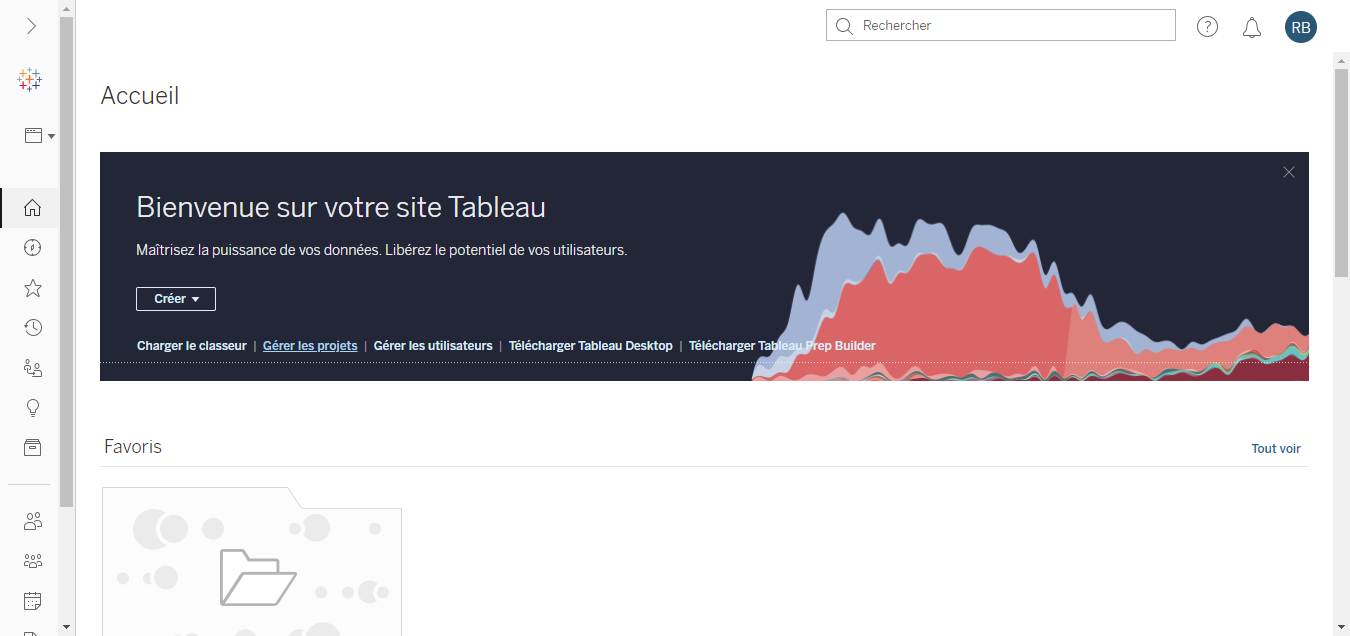 Rechercher
?
RB
Accueil
Bienvenue sur votre site Tableau
Maîtrisez la puissance de vos données. Libérez le potentiel de vos utilisateurs.
Créer
Charger le classeur | Gérer les projets | Gérer les utilisateurs | Télécharger Tableau Desktop | Télécharger Tableau Prep Builder
Favoris
Tout voir